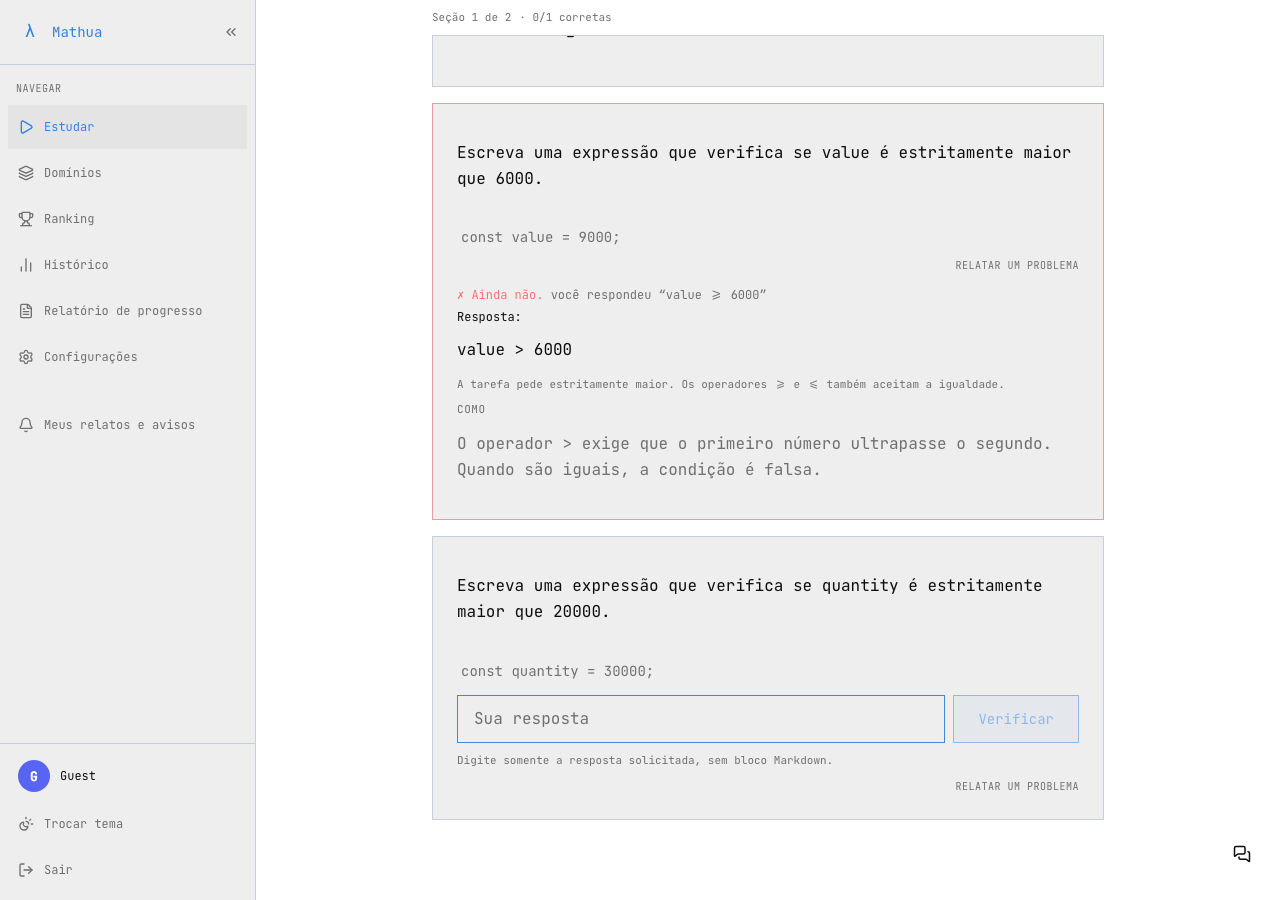 λ Mathua
NAVEGAR
Estudar
Domínios
Ranking
Histórico
Relatório de progresso
Configurações
Meus relatos e avisos
G Guest
Trocar tema
Sair
Seção 1 de 2 · 0/1 corretas
Escreva uma expressão que verifica se value é estritamente maior
que 6000.
const value = 9000;
RELATAR UM PROBLEMA
✗ Ainda não. você respondeu “value ⩾ 6000”
Resposta:
value > 6000
A tarefa pede estritamente maior. Os operadores ⩾ e ⩽ também aceitam a igualdade.
COMO
O operador > exige que o primeiro número ultrapasse o segundo.
Quando são iguais, a condição é falsa.
Escreva uma expressão que verifica se quantity é estritamente
maior que 20000.
const quantity = 30000;
Sua resposta
Verificar
Digite somente a resposta solicitada, sem bloco Markdown.
RELATAR UM PROBLEMA